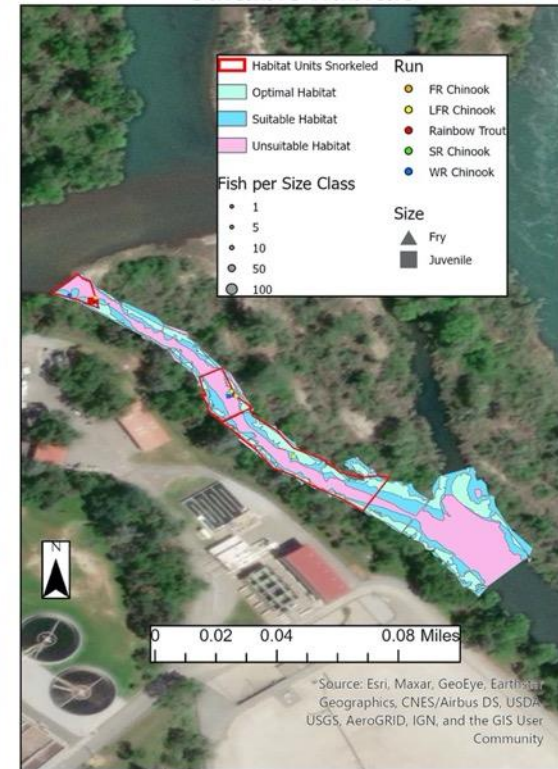 Habitat Units Snorkeled
Optimal Habitat
Suitable Habitat
Unsuitable Habitat
Fish per Size Class
1
5
10
50
100
Run
FR Chinook
LFR Chinook
Rainbow Trout
SR Chinook
WR Chinook
Size
Fry
Juvenile
N
0 0.02 0.04 0.08 Miles
Source: Esri, Maxar, GeoEye, Earthstar
Geographics, CNES/Airbus DS, USDA,
USGS, AeroGRID, IGN, and the GIS User
Community